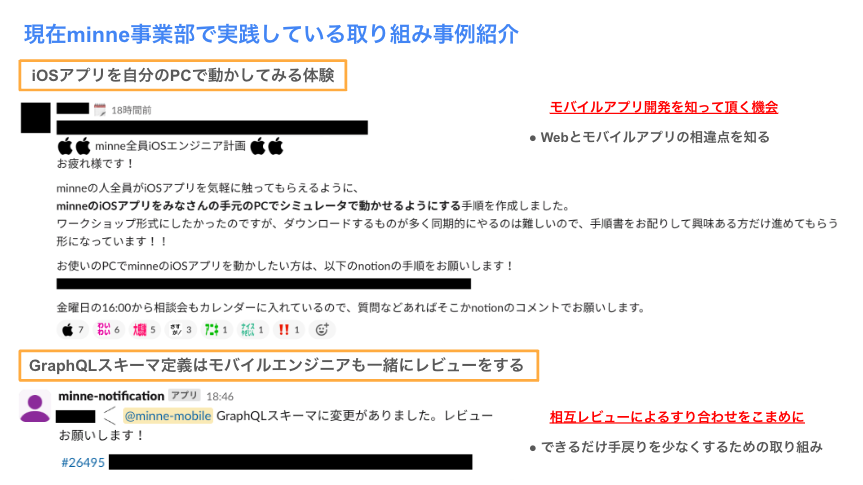 現在minne事業部で実践している取り組み事例紹介
iOSアプリを自分のPCで動かしてみる体験
18時間前
minne全員iOSエンジニア計画
お疲れ様です！
minneの人全員がiOSアプリを気軽に触ってもらえるように、
minneのiOSアプリをみなさんの手元のPCでシミュレータで動かせるようにする手順を作成しました。
ワークショップ形式にしたかったのですが、ダウンロードするものが多く同期的にやるのは難しいので、手順書をお配りして興味ある方だけ進めてもらう
形になっています！！
お使いのPCでminneのiOSアプリを動かしたい方は、以下のnotionの手順をお願いします！
金曜日の16:00から相談会もカレンダーに入れているので、質問などあればそこかnotionのコメントでお願いします。
7 わいわい 6 5 さすが! 3 1 1 !! 1
モバイルアプリ開発を知って頂く機会
● Webとモバイルアプリの相違点を知る
GraphQLスキーマ定義はモバイルエンジニアも一緒にレビューをする
minne-notification アプリ 18:46
@minne-mobile GraphQLスキーマに変更がありました。レビュー
お願いします！
#26495
相互レビューによるすり合わせをこまめに
● できるだけ手戻りを少なくするための取り組み